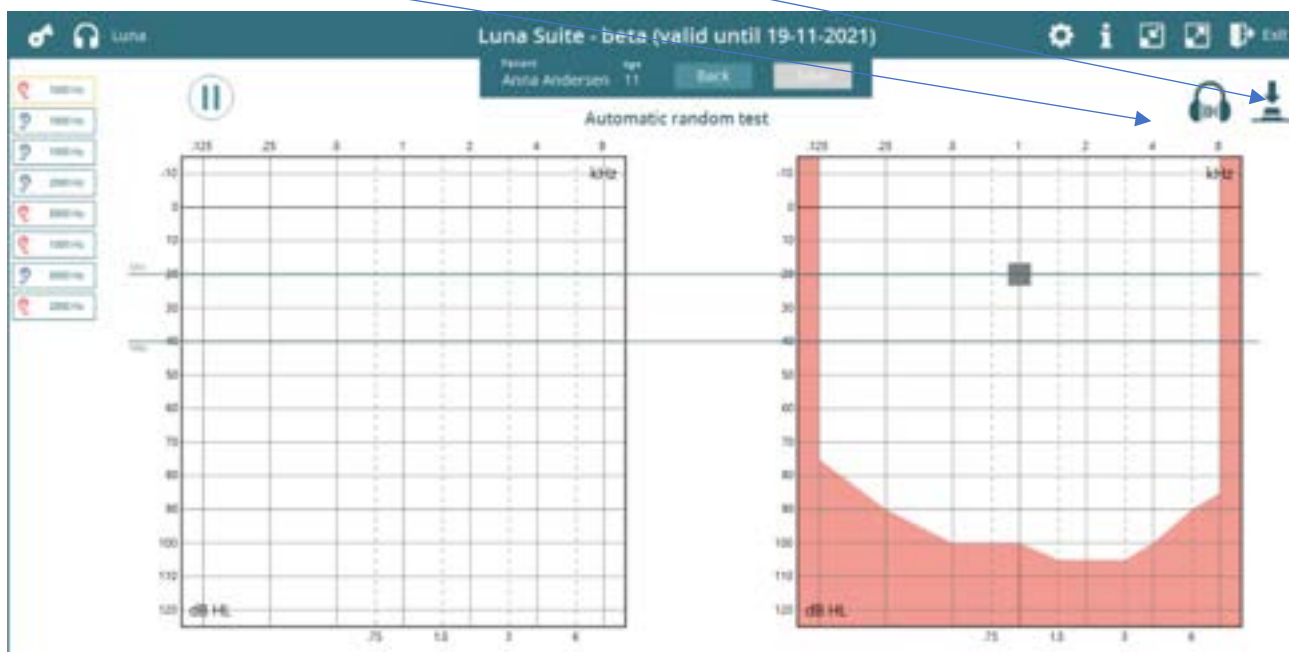 Luna
Luna Suite - beta (valid until 19-11-2021)
Exit
Patient
Age
Anna Andersen 11
Back
Automatic random test
1000 Hz
2000 Hz
.125 .25 .5 1 2 4 8
kHz
-10
0
10
20
30
40
50
60
70
80
90
100
110
120
dB HL
.75 1.5 3 6
.125 .25 .5 1 2 4 8
kHz
-10
0
10
20
30
40
50
60
70
80
90
100
110
120
dB HL
.75 1.5 3 6